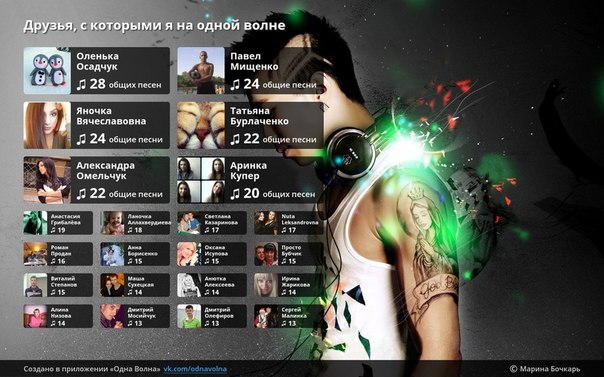 Друзья, с которыми я на одной волне
Оленька
Осадчук
28 общих песен
Павел
Мищенко
24 общие песни
Яночка
Вячеславовна
24 общие песни
Татьяна
Бурлаченко
22 общие песни
Александра
Омельчук
22 общие песни
Аринка
Купер
20 общих песен
Анастасия
Грибалёва
19
Ланочка
Аллахвердиева
18
Светлана
Казаринова
17
Nuta
Leksandrovna
17
Роман
Продан
16
Анна
Борисенко
15
Оксана
Исупова
15
Просто
Бубчик
15
Виталий
Степанов
15
Маша
Сухецкая
14
Анютка
Алексеева
14
Ирина
Жарикова
14
Алина
Низова
14
Дмитрий
Мосийчук
13
Дмитрий
Олефиров
13
Сергей
Малинка
13
Создано в приложении «Одна Волна» vk.com/odnavolna
© Марина Бочкарь